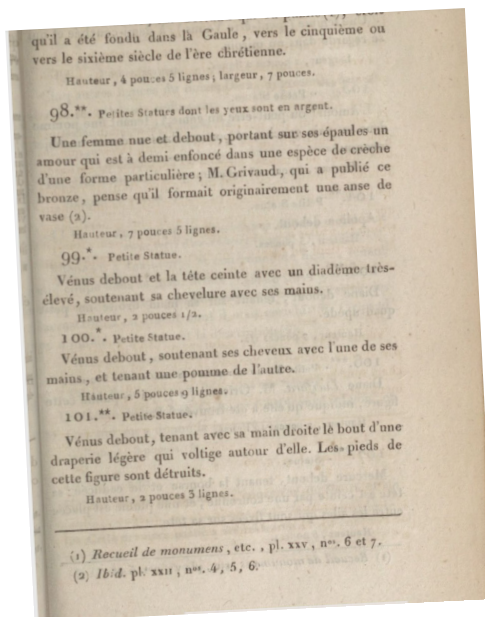 qu'il a été fondu dans la Gaule, vers le cinquième ou
vers le sixième siècle de l'ère chrétienne.
Hauteur, 4 pouces 5 lignes; largeur, 7 pouces.
98.**. Petites Statues dont les yeux sont en argent.
Une femme nue et debout, portant sur ses épaules un
amour qui est à demi enfoncé dans une espèce de crèche
d'une forme particulière; M. Grivaud, qui a publié ce
bronze, pense qu'il formait originairement une anse de
vase (2).
Hauteur, 7 pouces 5 lignes.
99.*. Petite Statue.
Vénus debout et la tête ceinte avec un diadème très-
élevé, soutenant sa chevelure avec ses mains.
Hauteur, 2 pouces 1/2.
100.*. Petite Statue.
Vénus debout, soutenant ses cheveux avec l'une de ses
mains, et tenant une pomme de l'autre.
Hauteur, 5 pouces 9 lignes.
101.**. Petite Statue.
Vénus debout, tenant avec sa main droite le bout d'une
draperie légère qui voltige autour d'elle. Les pieds de
cette figure sont détruits.
Hauteur, 2 pouces 3 lignes.
(1) Recueil de monumens, etc., pl. xxv, nos. 6 et 7.
(2) Ibid. pl. xxii, nos. 4, 5, 6.